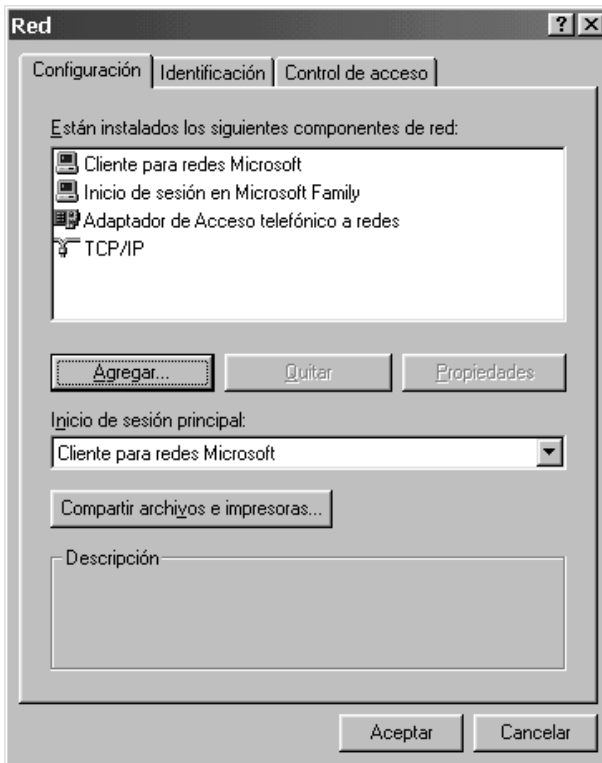 Red
Configuración Identificación Control de acceso
Están instalados los siguientes componentes de red:
Cliente para redes Microsoft
Inicio de sesión en Microsoft Family
Adaptador de Acceso telefónico a redes
TCP/IP
Agregar... Quitar Propiedades
Inicio de sesión principal:
Cliente para redes Microsoft
Compartir archivos e impresoras...
Descripción
Aceptar Cancelar